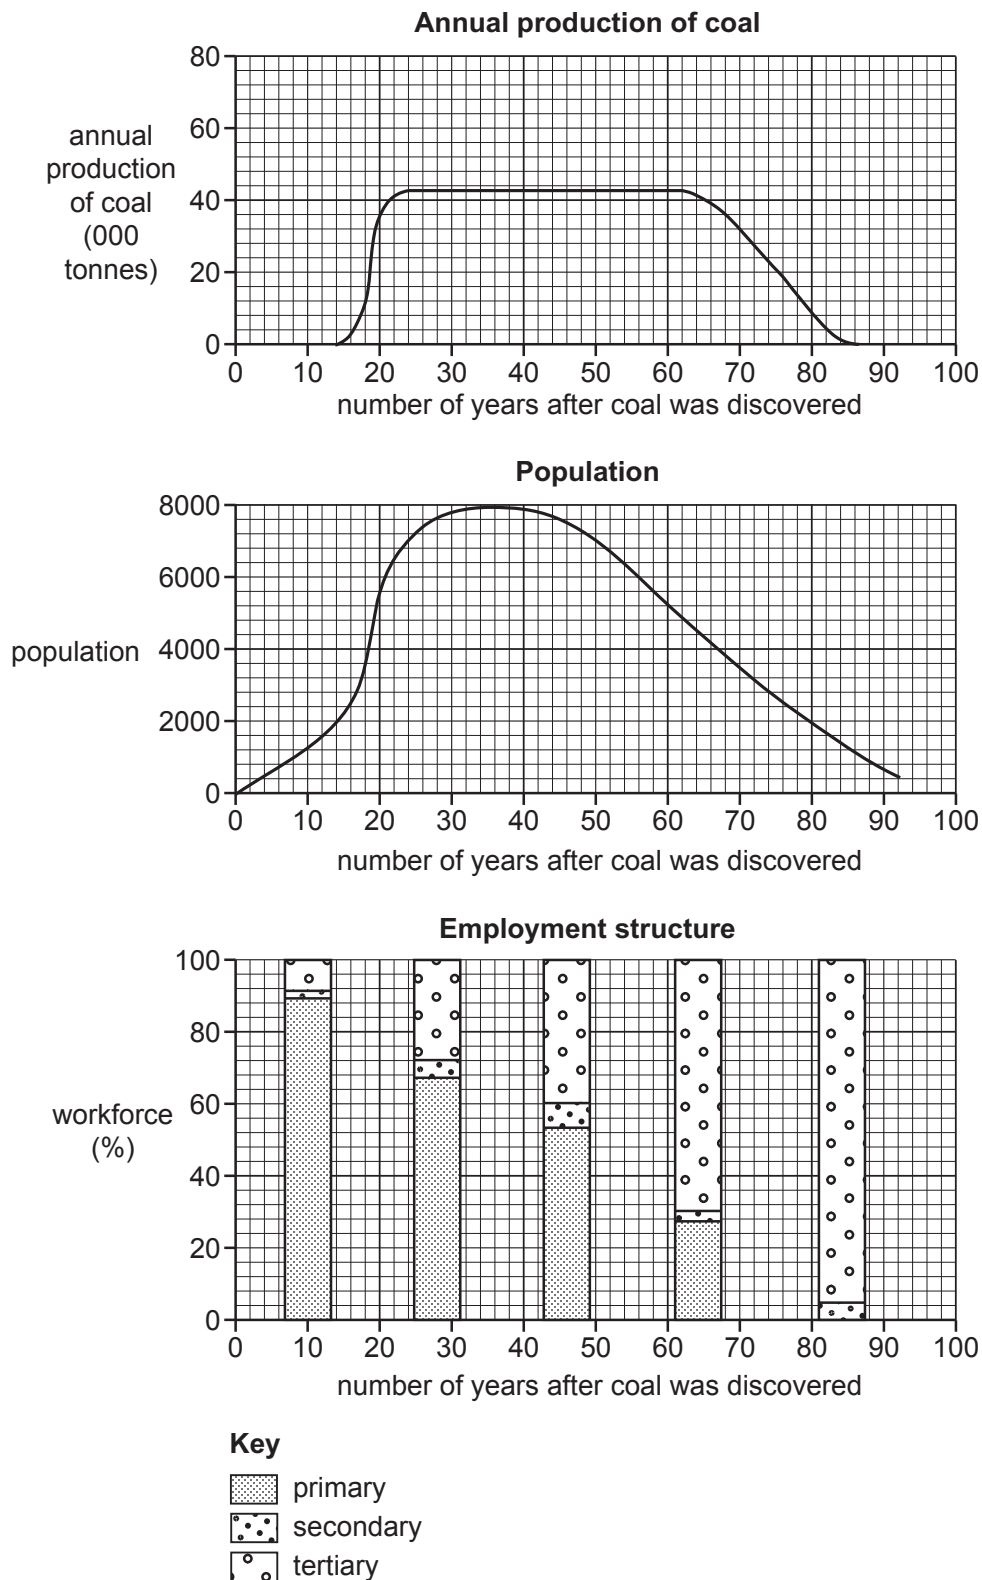 Annual production of coal
80
60
40
20
0
annual
production
of coal
(000
tonnes)
0 10 20 30 40 50 60 70 80 90 100
number of years after coal was discovered
Population
8000
6000
population 4000
2000
0
0 10 20 30 40 50 60 70 80 90 100
number of years after coal was discovered
Employment structure
100
80
60
40
20
0
workforce
(%)
0 10 20 30 40 50 60 70 80 90 100
number of years after coal was discovered
Key
primary
secondary
tertiary